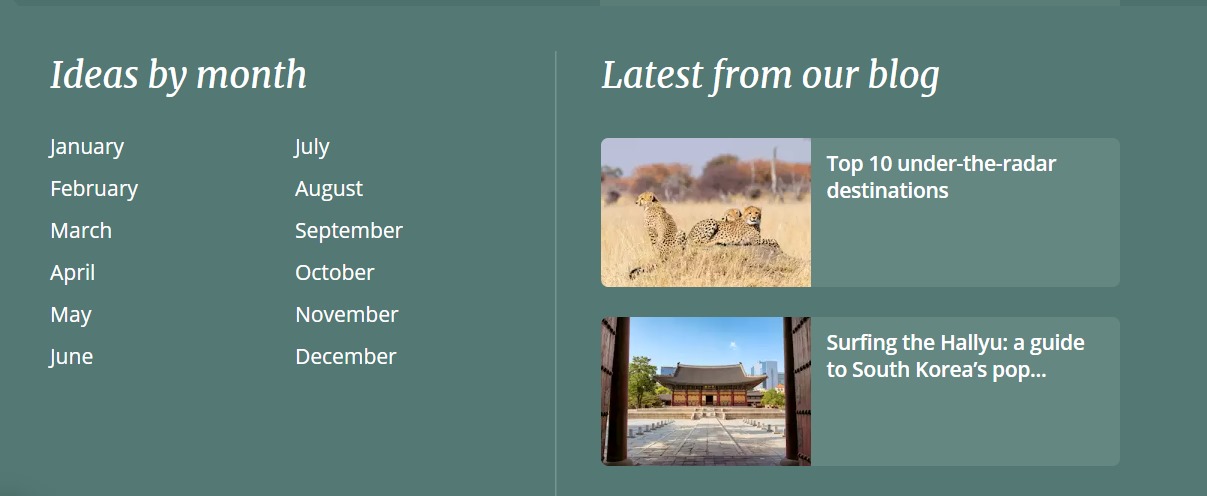 Ideas by month
January
February
March
April
May
June
July
August
September
October
November
December
Latest from our blog
Top 10 under-the-radar
destinations
Surfing the Hallyu: a guide
to South Korea's pop...